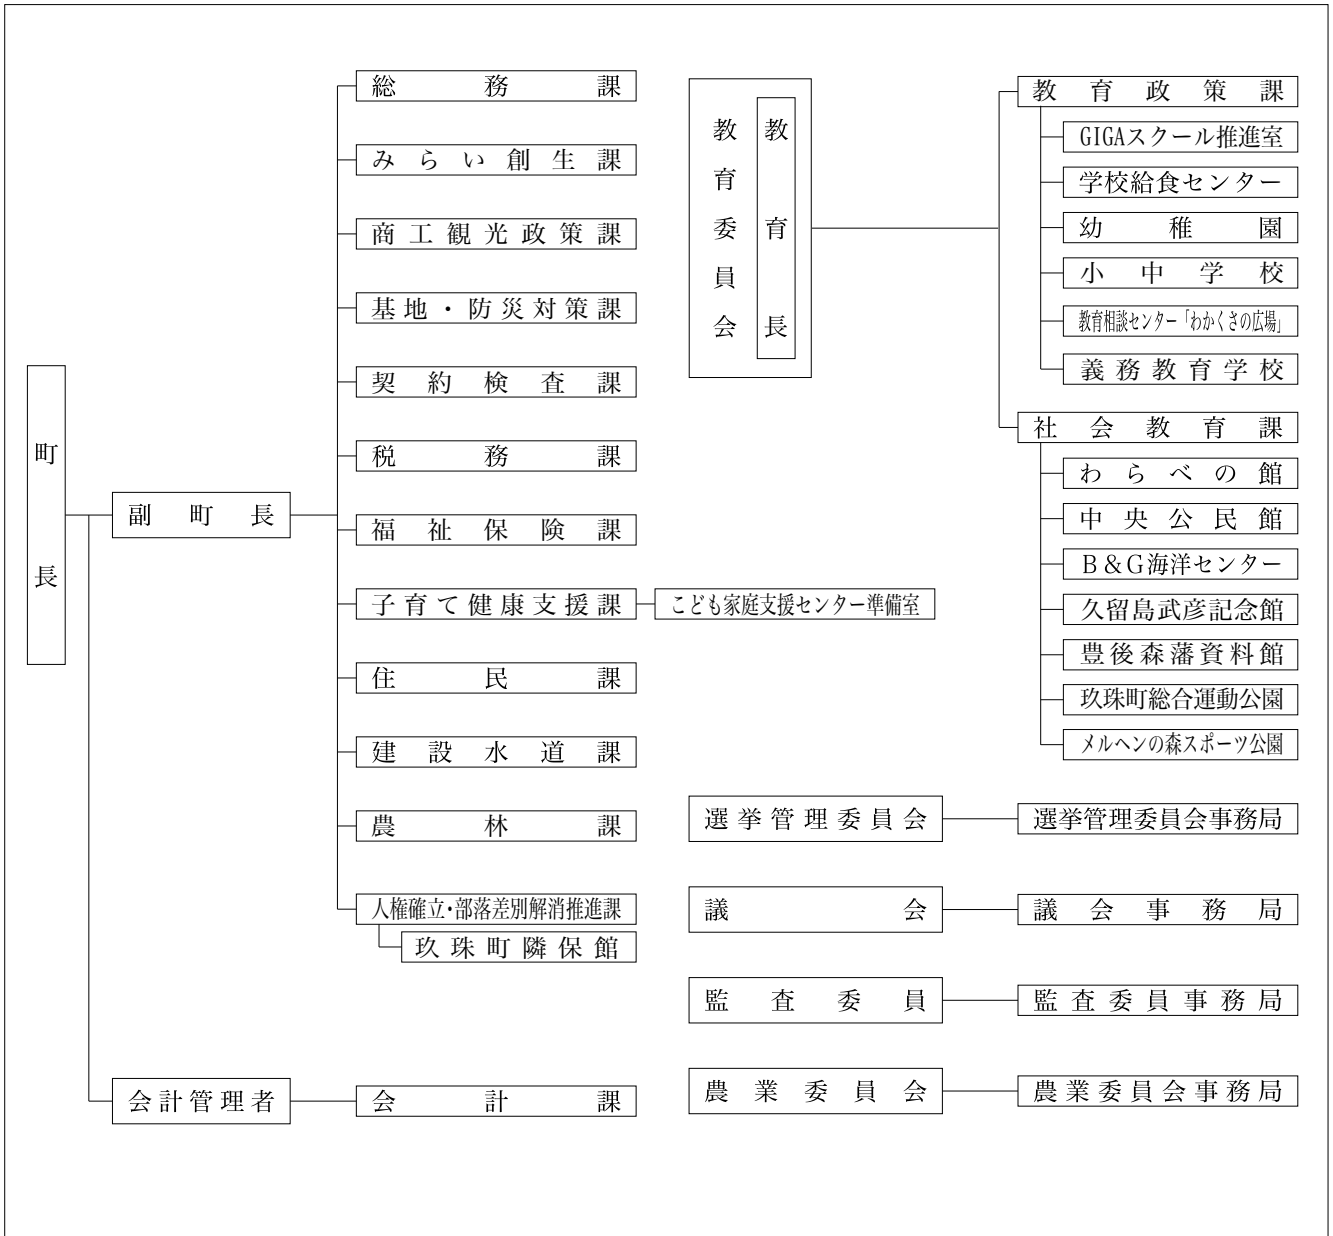 町長
副町長
総務課
みらい創生課
商工観光政策課
基地・防災対策課
契約検査課
税務課
福祉保険課
子育て健康支援課
こども家庭支援センター準備室
住民課
建設水道課
農林課
人権確立・部落差別解消推進課
玖珠町隣保館
会計管理者
会計課
教育委員会
教育長
教育政策課
GIGAスクール推進室
学校給食センター
幼稚園
小中学校
教育相談センター「わかくさの広場」
義務教育学校
社会教育課
わらべの館
中央公民館
B&G海洋センター
久留島武彦記念館
豊後森藩資料館
玖珠町総合運動公園
メルヘンの森スポーツ公園
選挙管理委員会
選挙管理委員会事務局
議会
議会事務局
監査委員
監査委員事務局
農業委員会
農業委員会事務局